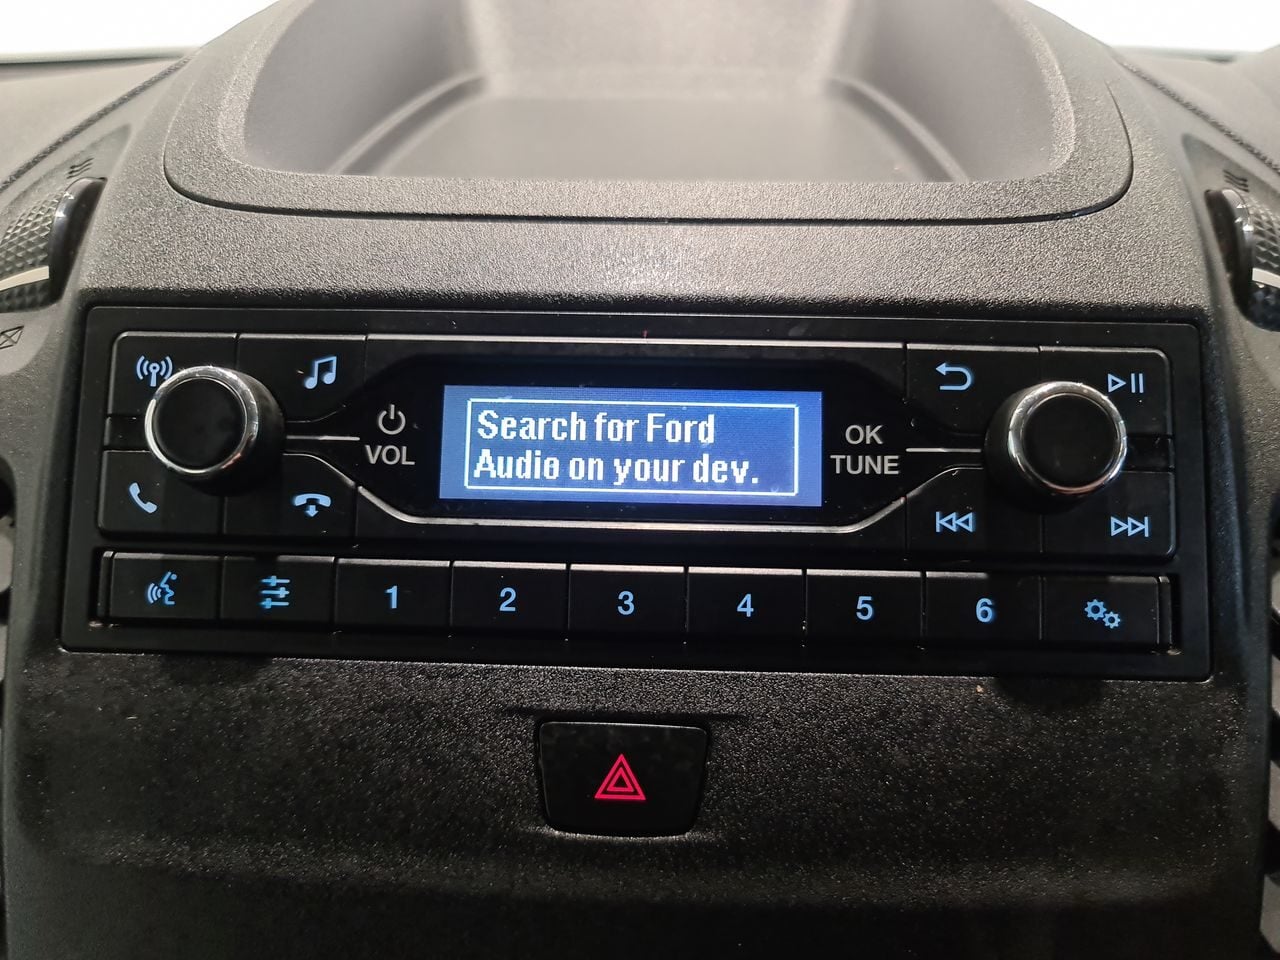 Search for Ford
Audio on your dev.
VOL
OK
TUNE
1 2 3 4 5 6